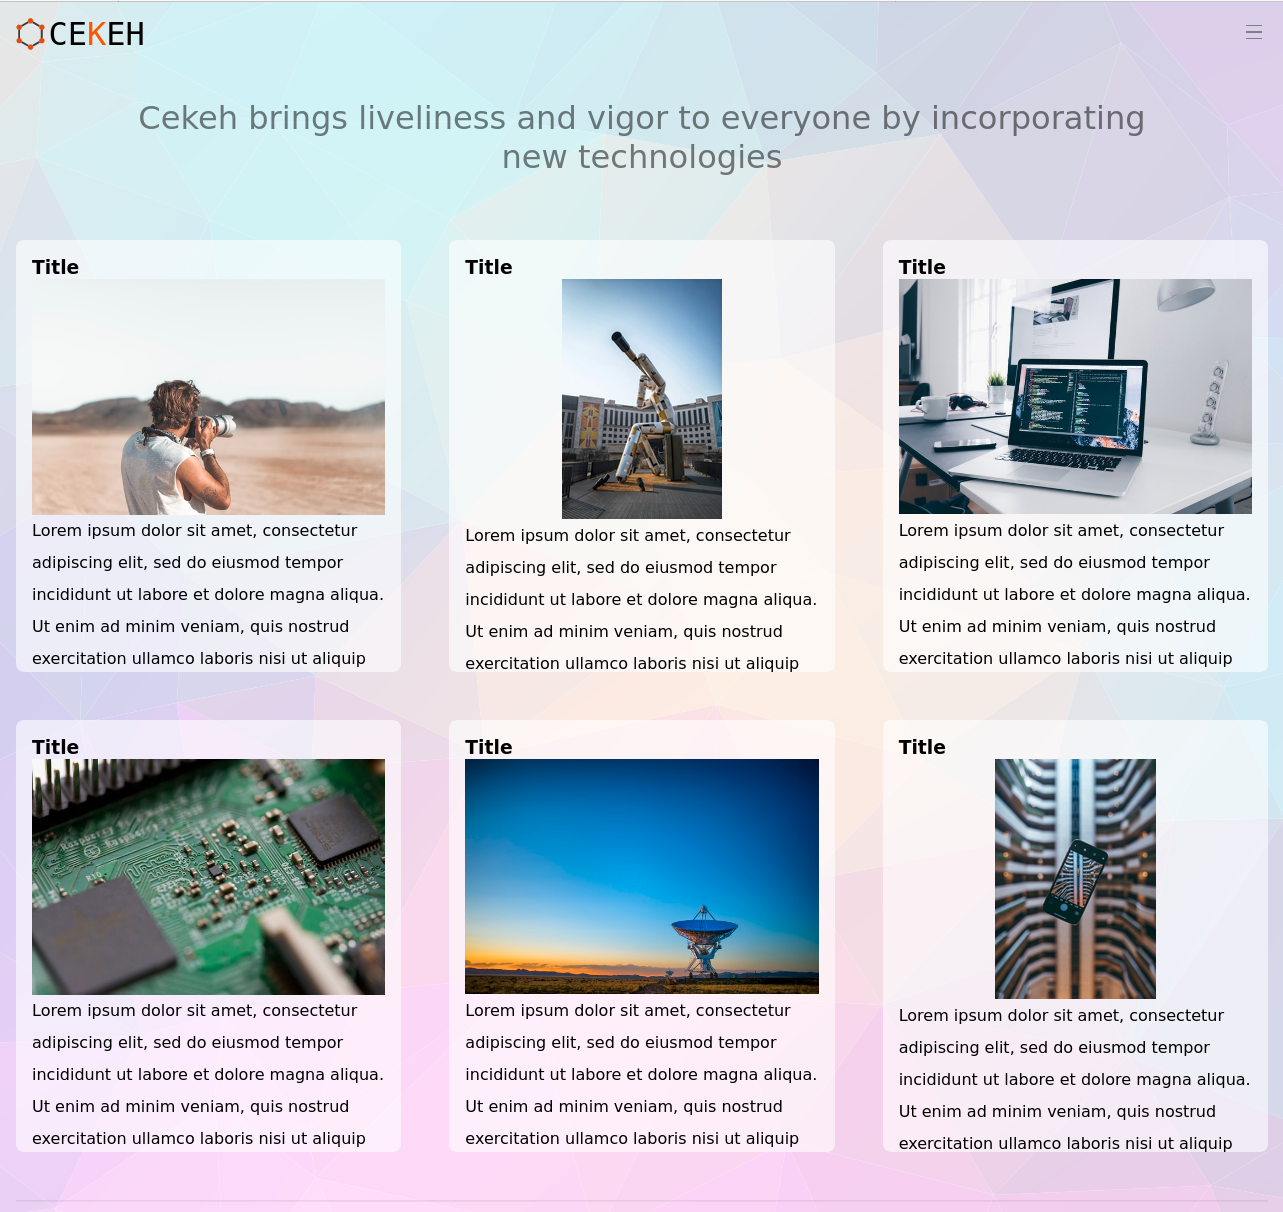 CEKEH
Cekeh brings liveliness and vigor to everyone by incorporating
new technologies
Title
Lorem ipsum dolor sit amet, consectetur
adipiscing elit, sed do eiusmod tempor
incididunt ut labore et dolore magna aliqua.
Ut enim ad minim veniam, quis nostrud
exercitation ullamco laboris nisi ut aliquip
Title
Lorem ipsum dolor sit amet, consectetur
adipiscing elit, sed do eiusmod tempor
incididunt ut labore et dolore magna aliqua.
Ut enim ad minim veniam, quis nostrud
exercitation ullamco laboris nisi ut aliquip
Title
Lorem ipsum dolor sit amet, consectetur
adipiscing elit, sed do eiusmod tempor
incididunt ut labore et dolore magna aliqua.
Ut enim ad minim veniam, quis nostrud
exercitation ullamco laboris nisi ut aliquip
Title
Lorem ipsum dolor sit amet, consectetur
adipiscing elit, sed do eiusmod tempor
incididunt ut labore et dolore magna aliqua.
Ut enim ad minim veniam, quis nostrud
exercitation ullamco laboris nisi ut aliquip
Title
Lorem ipsum dolor sit amet, consectetur
adipiscing elit, sed do eiusmod tempor
incididunt ut labore et dolore magna aliqua.
Ut enim ad minim veniam, quis nostrud
exercitation ullamco laboris nisi ut aliquip
Title
Lorem ipsum dolor sit amet, consectetur
adipiscing elit, sed do eiusmod tempor
incididunt ut labore et dolore magna aliqua.
Ut enim ad minim veniam, quis nostrud
exercitation ullamco laboris nisi ut aliquip